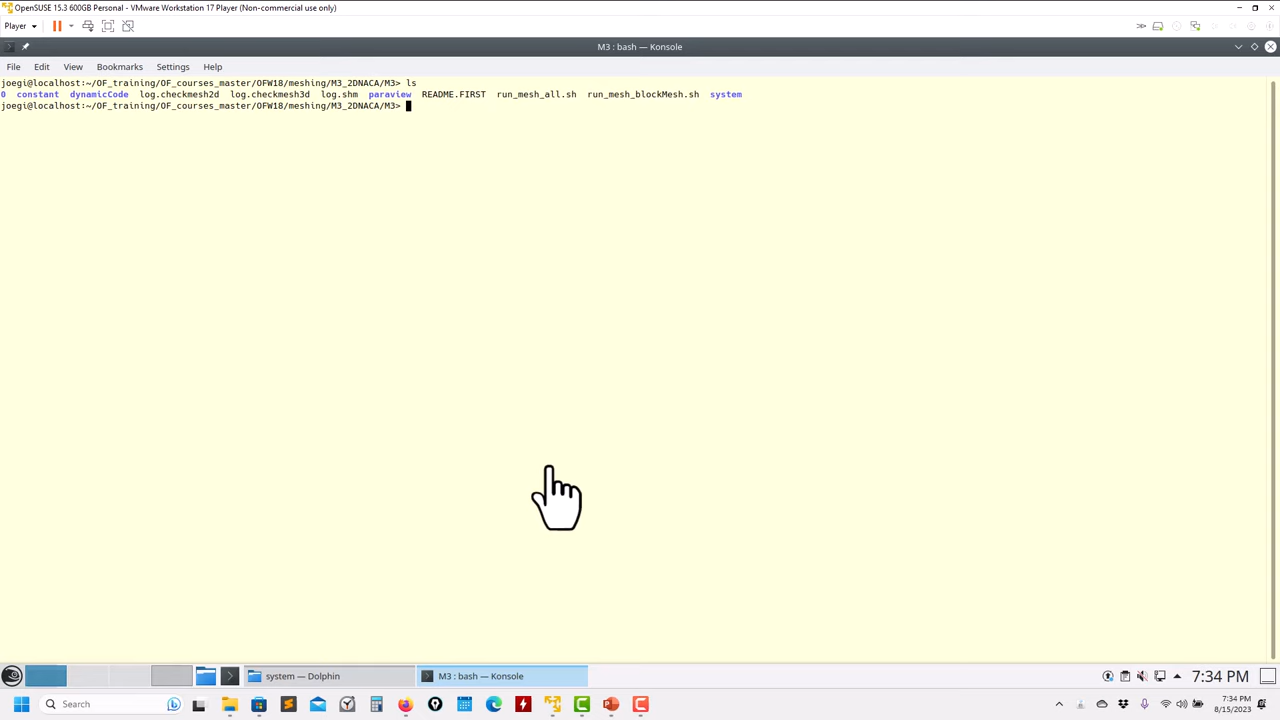 OpenSUSE 15.3 600GB Personal - VMware Workstation 17 Player (Non-commercial use only)
Player
M3 : bash — Konsole
File Edit View Bookmarks Settings Help
joegi@localhost:~/OF_training/OF_courses_master/OFW18/meshing/M3_2DNACA/M3> ls
0 constant dynamicCode log.checkmesh2d log.checkmesh3d log.shm paraview README.FIRST run_mesh_all.sh run_mesh_blockMesh.sh system
joegi@localhost:~/OF_training/OF_courses_master/OFW18/meshing/M3_2DNACA/M3>
system — Dolphin
M3 : bash — Konsole
7:34 PM
Search
7:34 PM
8/15/2023